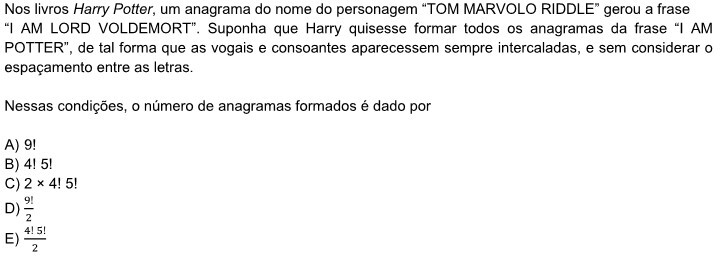 Nos livros Harry Potter, um anagrama do nome do personagem “TOM MARVOLO RIDDLE” gerou a frase
“I AM LORD VOLDEMORT”. Suponha que Harry quisesse formar todos os anagramas da frase “I AM
POTTER”, de tal forma que as vogais e consoantes aparecessem sempre intercaladas, e sem considerar o
espaçamento entre as letras.
Nessas condições, o número de anagramas formados é dado por
A) 9!
B) 4! 5!
C) 2 × 4! 5!
D) 9!/2
E) 4! 5!/2